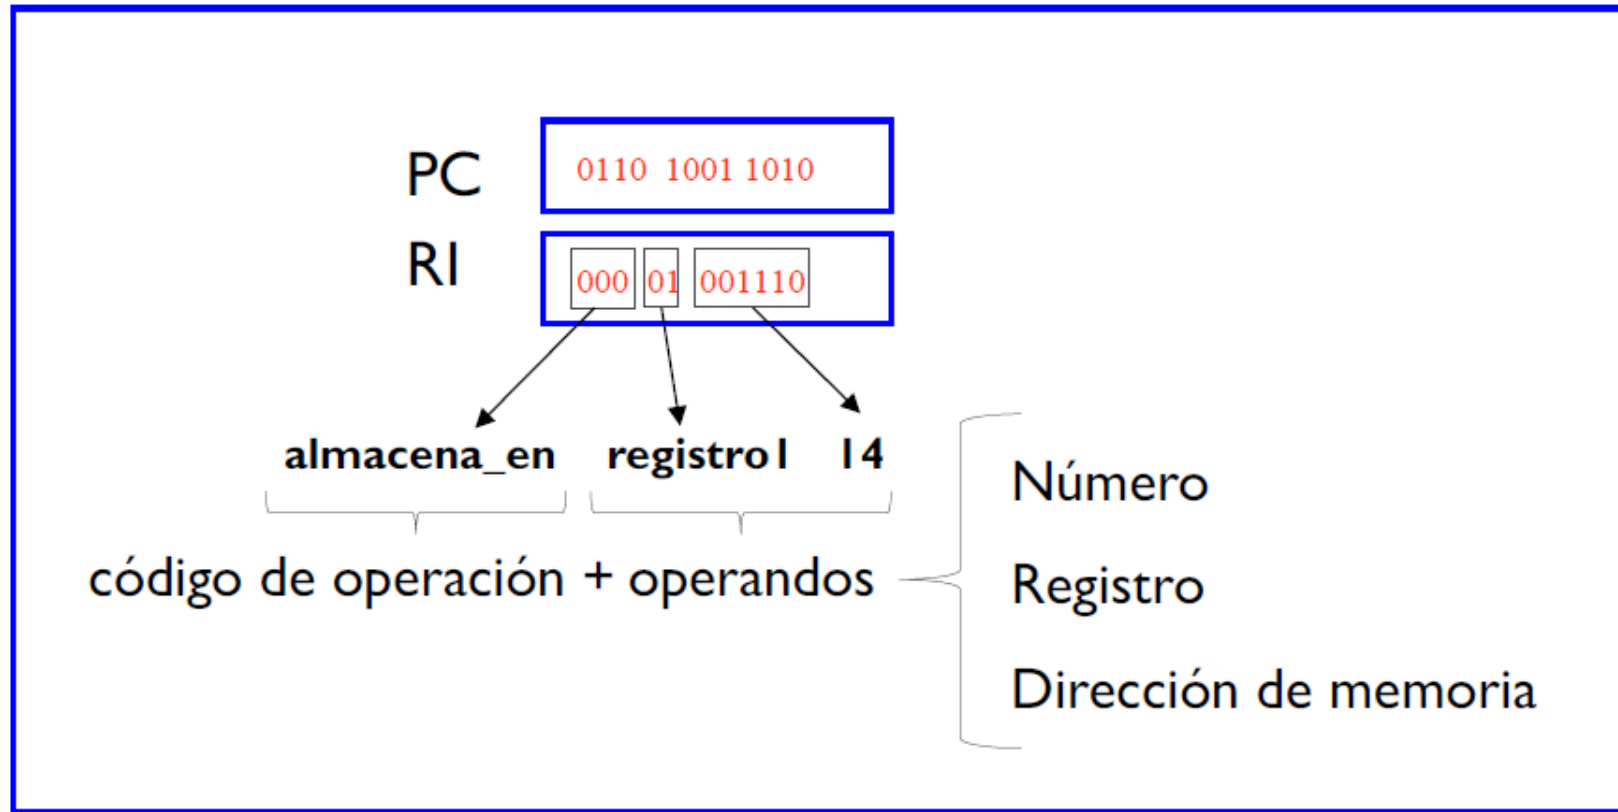 PC
0110 1001 1010
RI
000 01 001110
almacena_en registro1 14
código de operación + operandos
Número
Registro
Dirección de memoria